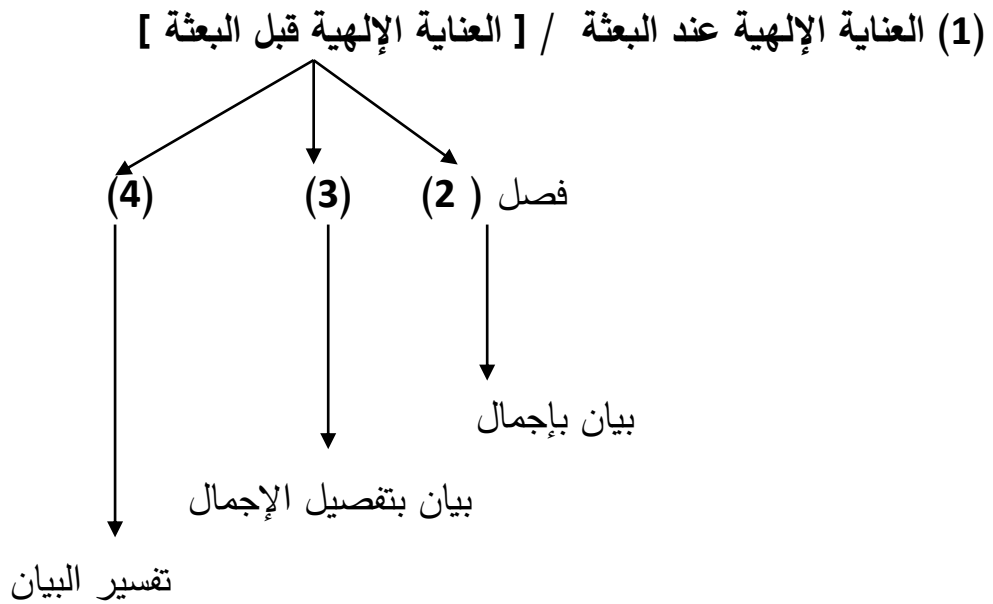 (1) العناية الإلهية عند البعثة / [ العناية الإلهية قبل البعثة ]
فصل ( 2) (3) (4)
بيان بإجمال
بيان بتفصيل الإجمال
تفسير البيان